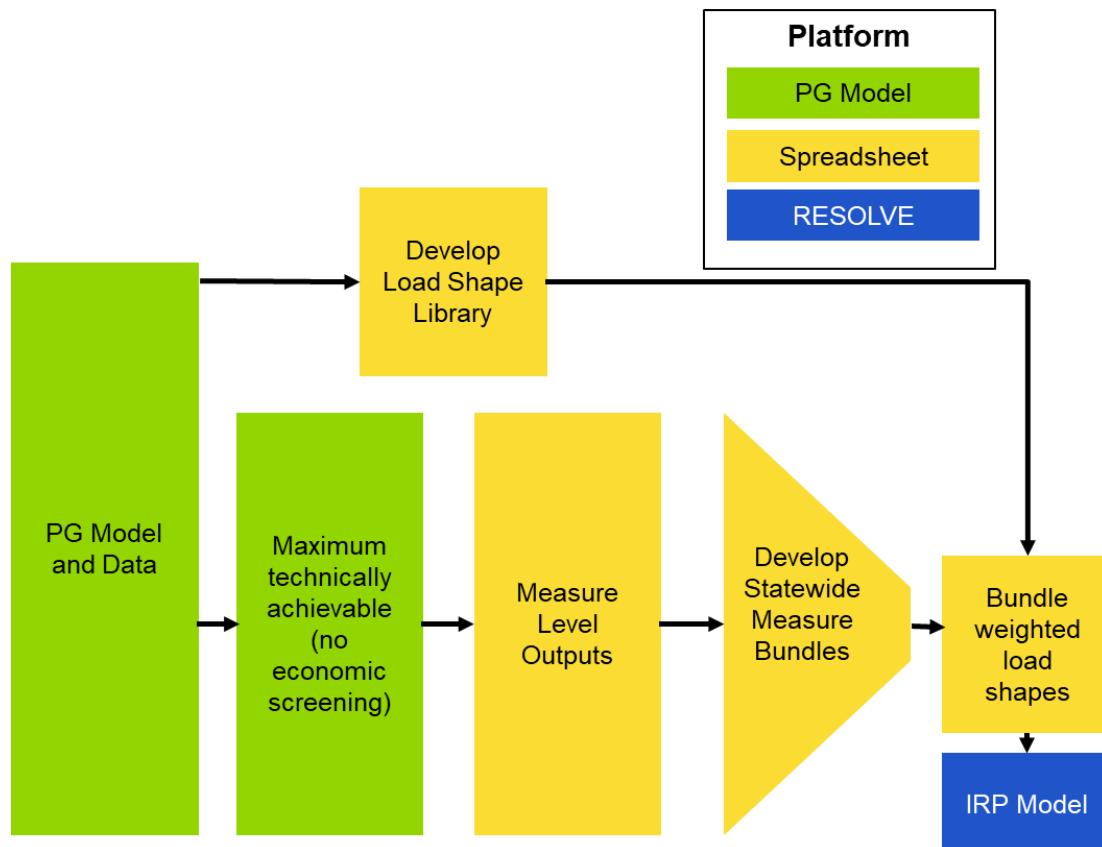 Platform
PG Model
Spreadsheet
RESOLVE
Develop
Load Shape
Library
PG Model
and Data
Maximum
technically
achievable
(no
economic
screening)
Measure
Level
Outputs
Develop
Statewide
Measure
Bundles
Bundle
weighted
load
shapes
IRP Model